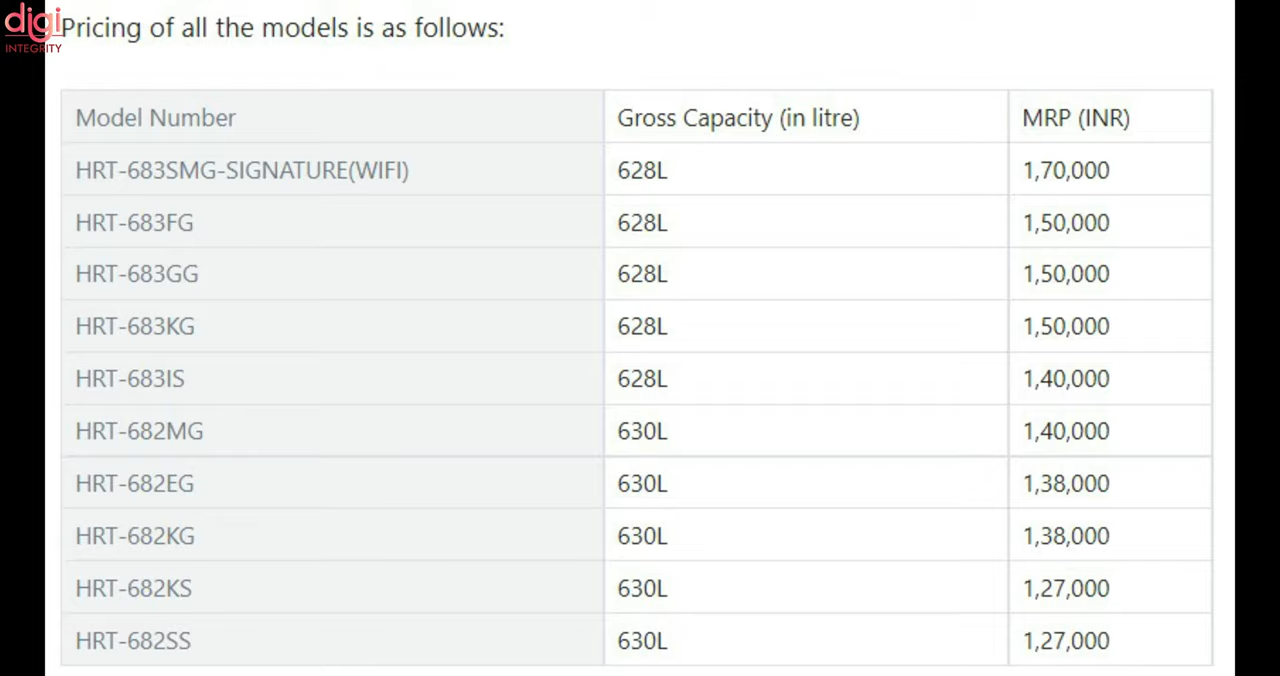 digi
INTEGRITY
Pricing of all the models is as follows:
Model Number Gross Capacity (in litre) MRP (INR)
HRT-683SMG-SIGNATURE(WIFI) 628L 1,70,000
HRT-683FG 628L 1,50,000
HRT-683GG 628L 1,50,000
HRT-683KG 628L 1,50,000
HRT-683IS 628L 1,40,000
HRT-682MG 630L 1,40,000
HRT-682EG 630L 1,38,000
HRT-682KG 630L 1,38,000
HRT-682KS 630L 1,27,000
HRT-682SS 630L 1,27,000